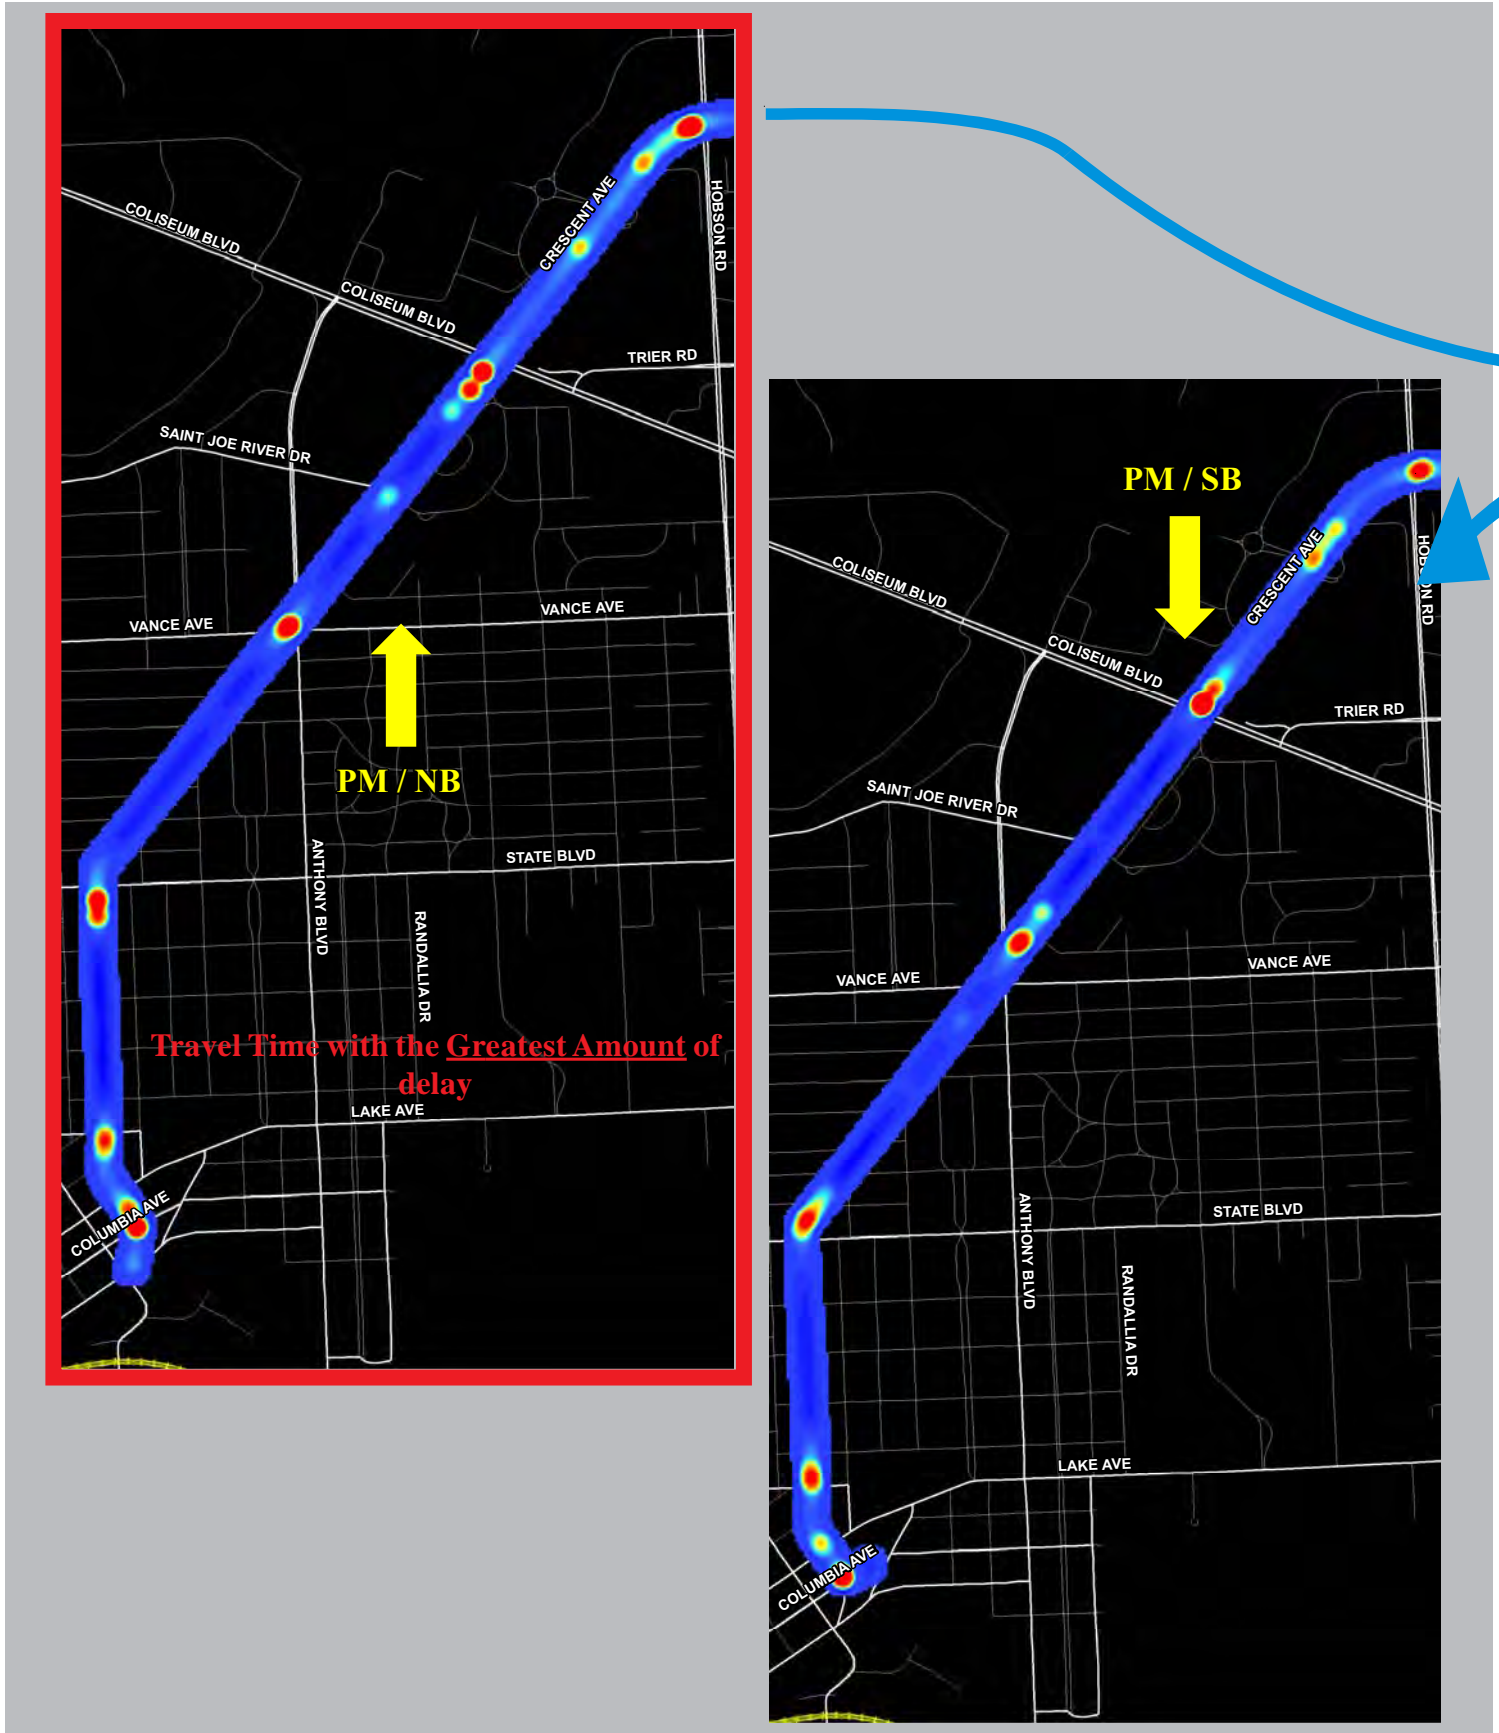 COLISEUM BLVD
CRESCENT AVE
HOBSON RD
COLISEUM BLVD
TRIER RD
SAINT JOE RIVER DR
VANCE AVE
VANCE AVE
PM / NB
STATE BLVD
ANTHONY BLVD
RANDALLIA DR
Travel Time with the Greatest Amount of
delay
LAKE AVE
COLUMBIA AVE
PM / SB
COLISEUM BLVD
CRESCENT AVE
RD
COLISEUM BLVD
TRIER RD
SAINT JOE RIVER DR
VANCE AVE
VANCE AVE
STATE BLVD
ANTHONY BLVD
RANDALLIA DR
LAKE AVE
COLUMBIA AVE